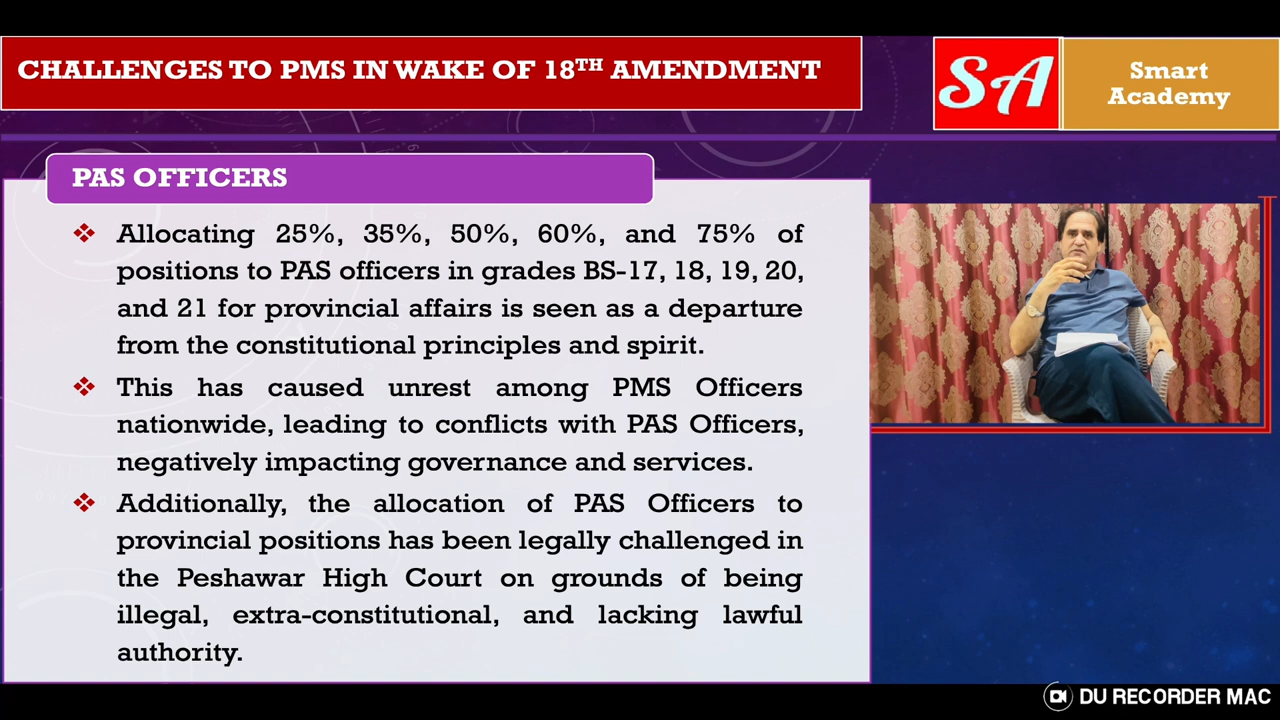 CHALLENGES TO PMS IN WAKE OF 18TH AMENDMENT
SA
Smart
Academy
PAS OFFICERS
❖ Allocating 25%, 35%, 50%, 60%, and 75% of
positions to PAS officers in grades BS-17, 18, 19, 20,
and 21 for provincial affairs is seen as a departure
from the constitutional principles and spirit.
❖ This has caused unrest among PMS Officers
nationwide, leading to conflicts with PAS Officers,
negatively impacting governance and services.
❖ Additionally, the allocation of PAS Officers to
provincial positions has been legally challenged in
the Peshawar High Court on grounds of being
illegal, extra-constitutional, and lacking lawful
authority.
DU RECORDER MAC